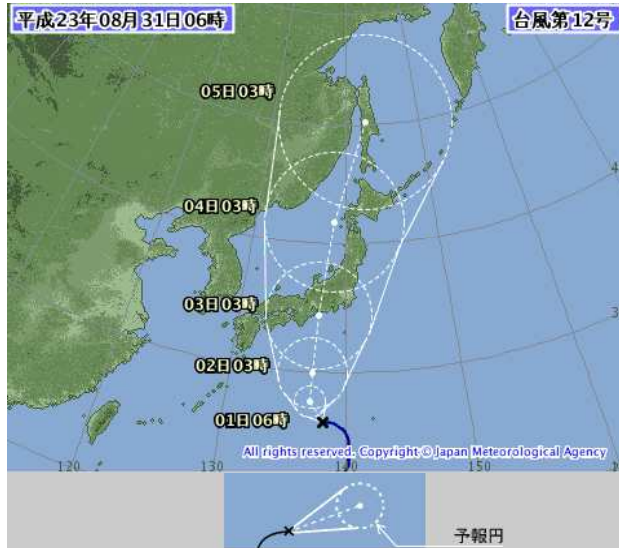 平成23年08月31日06時
台風第12号
05日03時
04日03時
03日03時
02日03時
01日06時
4
3
All rights reserved. Copyright © Japan Meteorological Agency
120
130
140
150
予報円